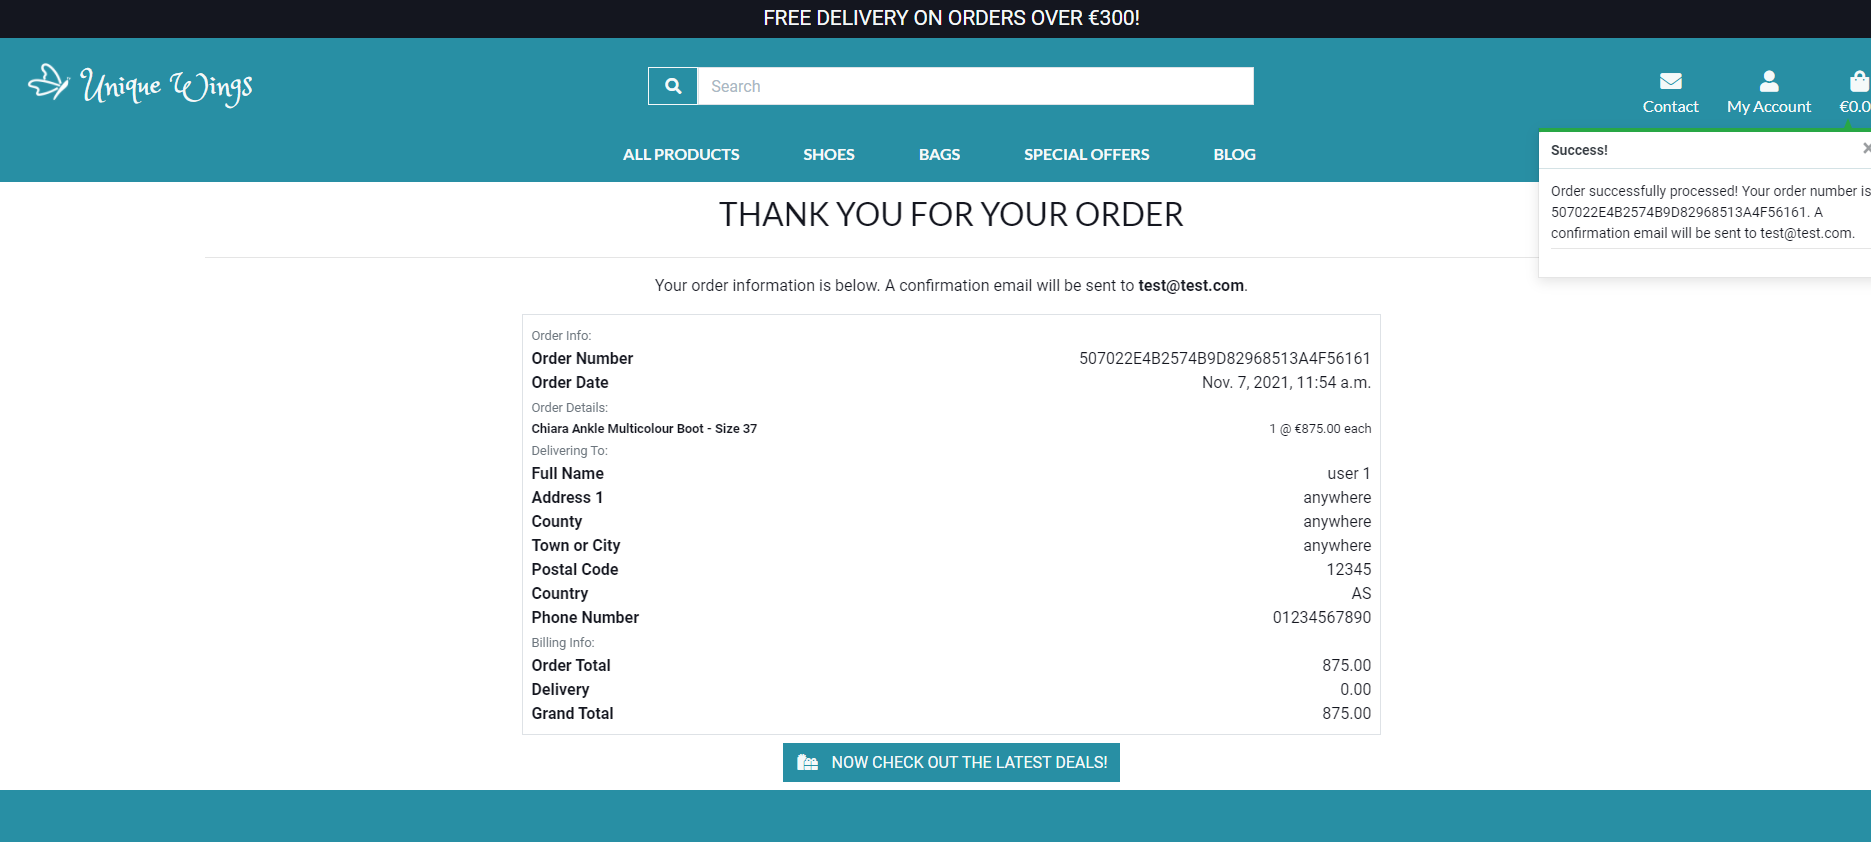 FREE DELIVERY ON ORDERS OVER €300!
Unique Wings
Search
Contact
My Account
€0.0
ALL PRODUCTS SHOES BAGS SPECIAL OFFERS BLOG
Success!
Order successfully processed! Your order number is
507022E4B2574B9D82968513A4F56161. A
confirmation email will be sent to test@test.com.
THANK YOU FOR YOUR ORDER
Your order information is below. A confirmation email will be sent to test@test.com.
Order Info:
Order Number 507022E4B2574B9D82968513A4F56161
Order Date Nov. 7, 2021, 11:54 a.m.
Order Details:
Chiara Ankle Multicolour Boot - Size 37 1 @ €875.00 each
Delivering To:
Full Name user 1
Address 1 anywhere
County anywhere
Town or City anywhere
Postal Code 12345
Country AS
Phone Number 01234567890
Billing Info:
Order Total 875.00
Delivery 0.00
Grand Total 875.00
NOW CHECK OUT THE LATEST DEALS!